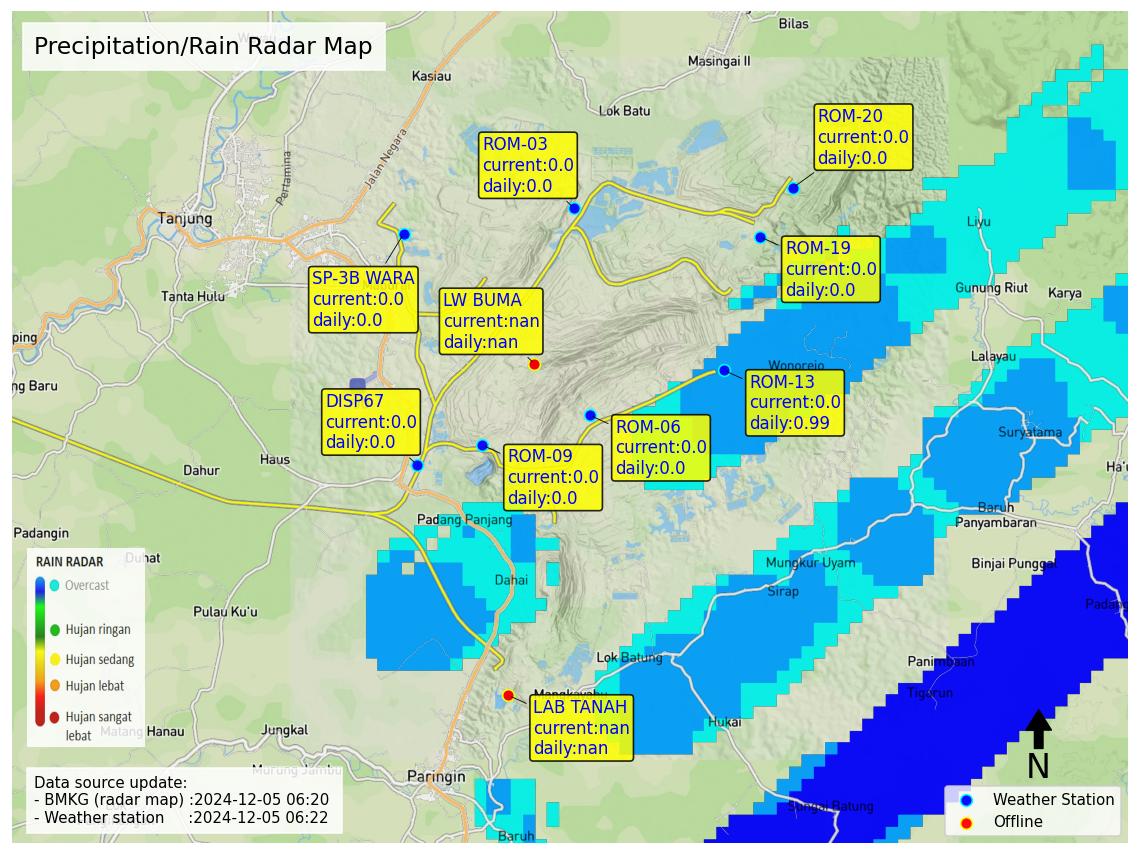 Precipitation/Rain Radar Map
Bilas
Masingai II
Kasiau
Lok Batu
Jalan Negara
Pertamina
Tanjung
Tanta Hulu
ping
ng Baru
ROM-03
current:0.0
daily:0.0
ROM-20
current:0.0
daily:0.0
ROM-19
current:0.0
daily:0.0
SP-3B WARA
current:0.0
daily:0.0
LW BUMA
current:nan
daily:nan
Liyu
Gunung Riut
Karya
Lalayau
Wonorejo
ROM-13
current:0.0
daily:0.99
DISP67
current:0.0
daily:0.0
ROM-06
current:0.0
daily:0.0
ROM-09
current:0.0
daily:0.0
Suryatama
Haus
Dahur
Ha'u
Baruh
Panyambaran
Padang Panjang
Padangin
Duhat
Binjai Punggal
Mungkur Uyam
Dahai
Sirap
Padang
Pulau Ku'u
Lok Batung
Panimbaan
Tigarun
Mangkayahu
LAB TANAH
current:nan
daily:nan
Hukai
Matang Hanau
Jungkal
Murung Jambu
Paringin
Sungai Batung
Baruh
RAIN RADAR
Overcast
Hujan ringan
Hujan sedang
Hujan lebat
Hujan sangat
lebat
Data source update:
- BMKG (radar map) :2024-12-05 06:20
- Weather station :2024-12-05 06:22
N
Weather Station
Offline